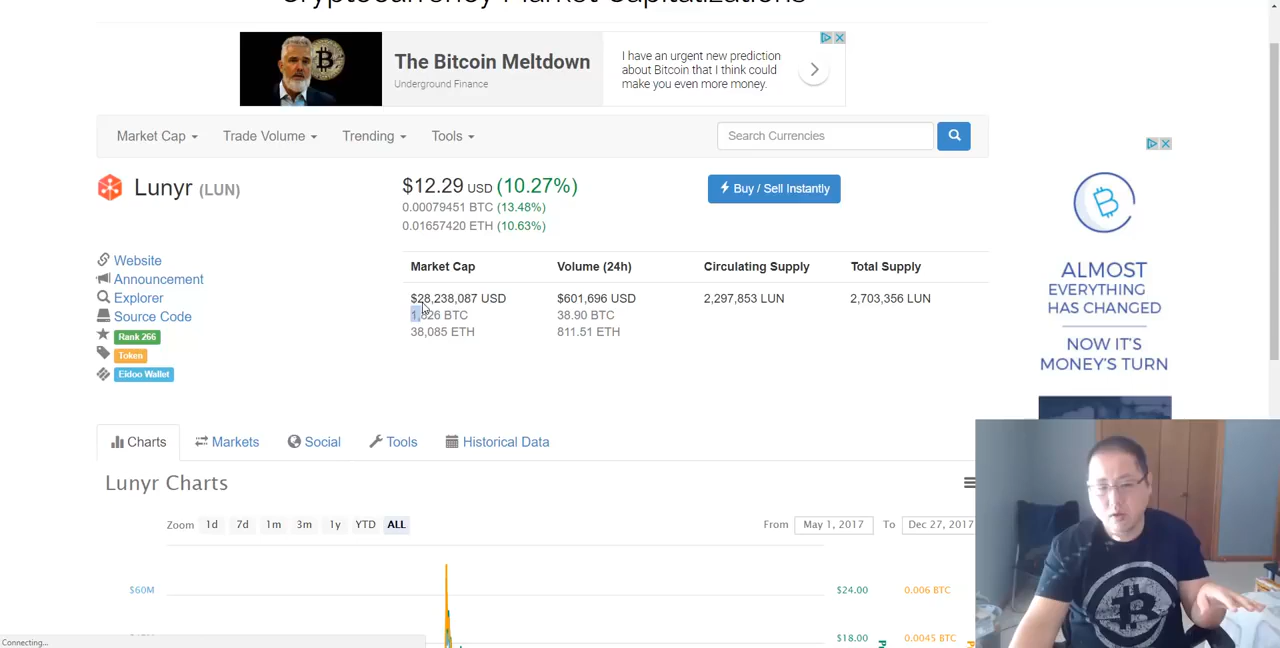 Cryptocurrency Market Capitalizations
The Bitcoin Meltdown
Underground Finance
I have an urgent new prediction
about Bitcoin that I think could
make you even more money.
Market Cap
Trade Volume
Trending
Tools
Search Currencies
Lunyr (LUN)
$12.29 USD (10.27%)
0.00079451 BTC (13.48%)
0.01657420 ETH (10.63%)
Buy / Sell Instantly
Website
Announcement
Explorer
Source Code
Rank 266
Token
Eidoo Wallet
Market Cap Volume (24h) Circulating Supply Total Supply
$28,238,087 USD $601,696 USD 2,297,853 LUN 2,703,356 LUN
1,826 BTC 38.90 BTC
38,085 ETH 811.51 ETH
ALMOST
EVERYTHING
HAS CHANGED
NOW IT'S
MONEY'S TURN
Charts Markets Social Tools Historical Data
Lunyr Charts
Zoom 1d 7d 1m 3m 1y YTD ALL
From May 1, 2017 To Dec 27, 2017
$60M $24.00 0.006 BTC
$18.00 0.0045 BTC
Connecting...